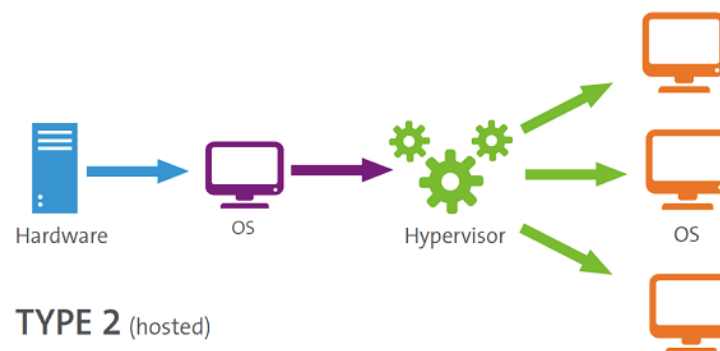 Hardware
OS
Hypervisor
OS
TYPE 2 (hosted)